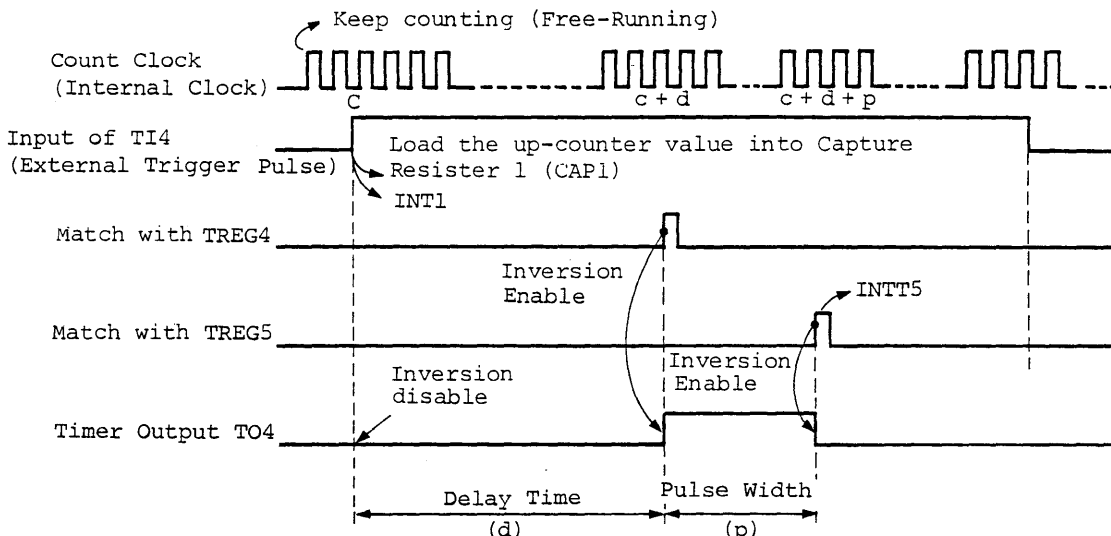 Keep counting (Free-Running)
Count Clock
(Internal Clock)
C
c + d
c + d + p
Input of TI4
(External Trigger Pulse)
Load the up-counter value into Capture
Resister 1 (CAP1)
INT1
Match with TREG4
Inversion
Enable
INTT5
Match with TREG5
Inversion
Enable
Inversion
disable
Timer Output TO4
Delay Time
(d)
Pulse Width
(p)